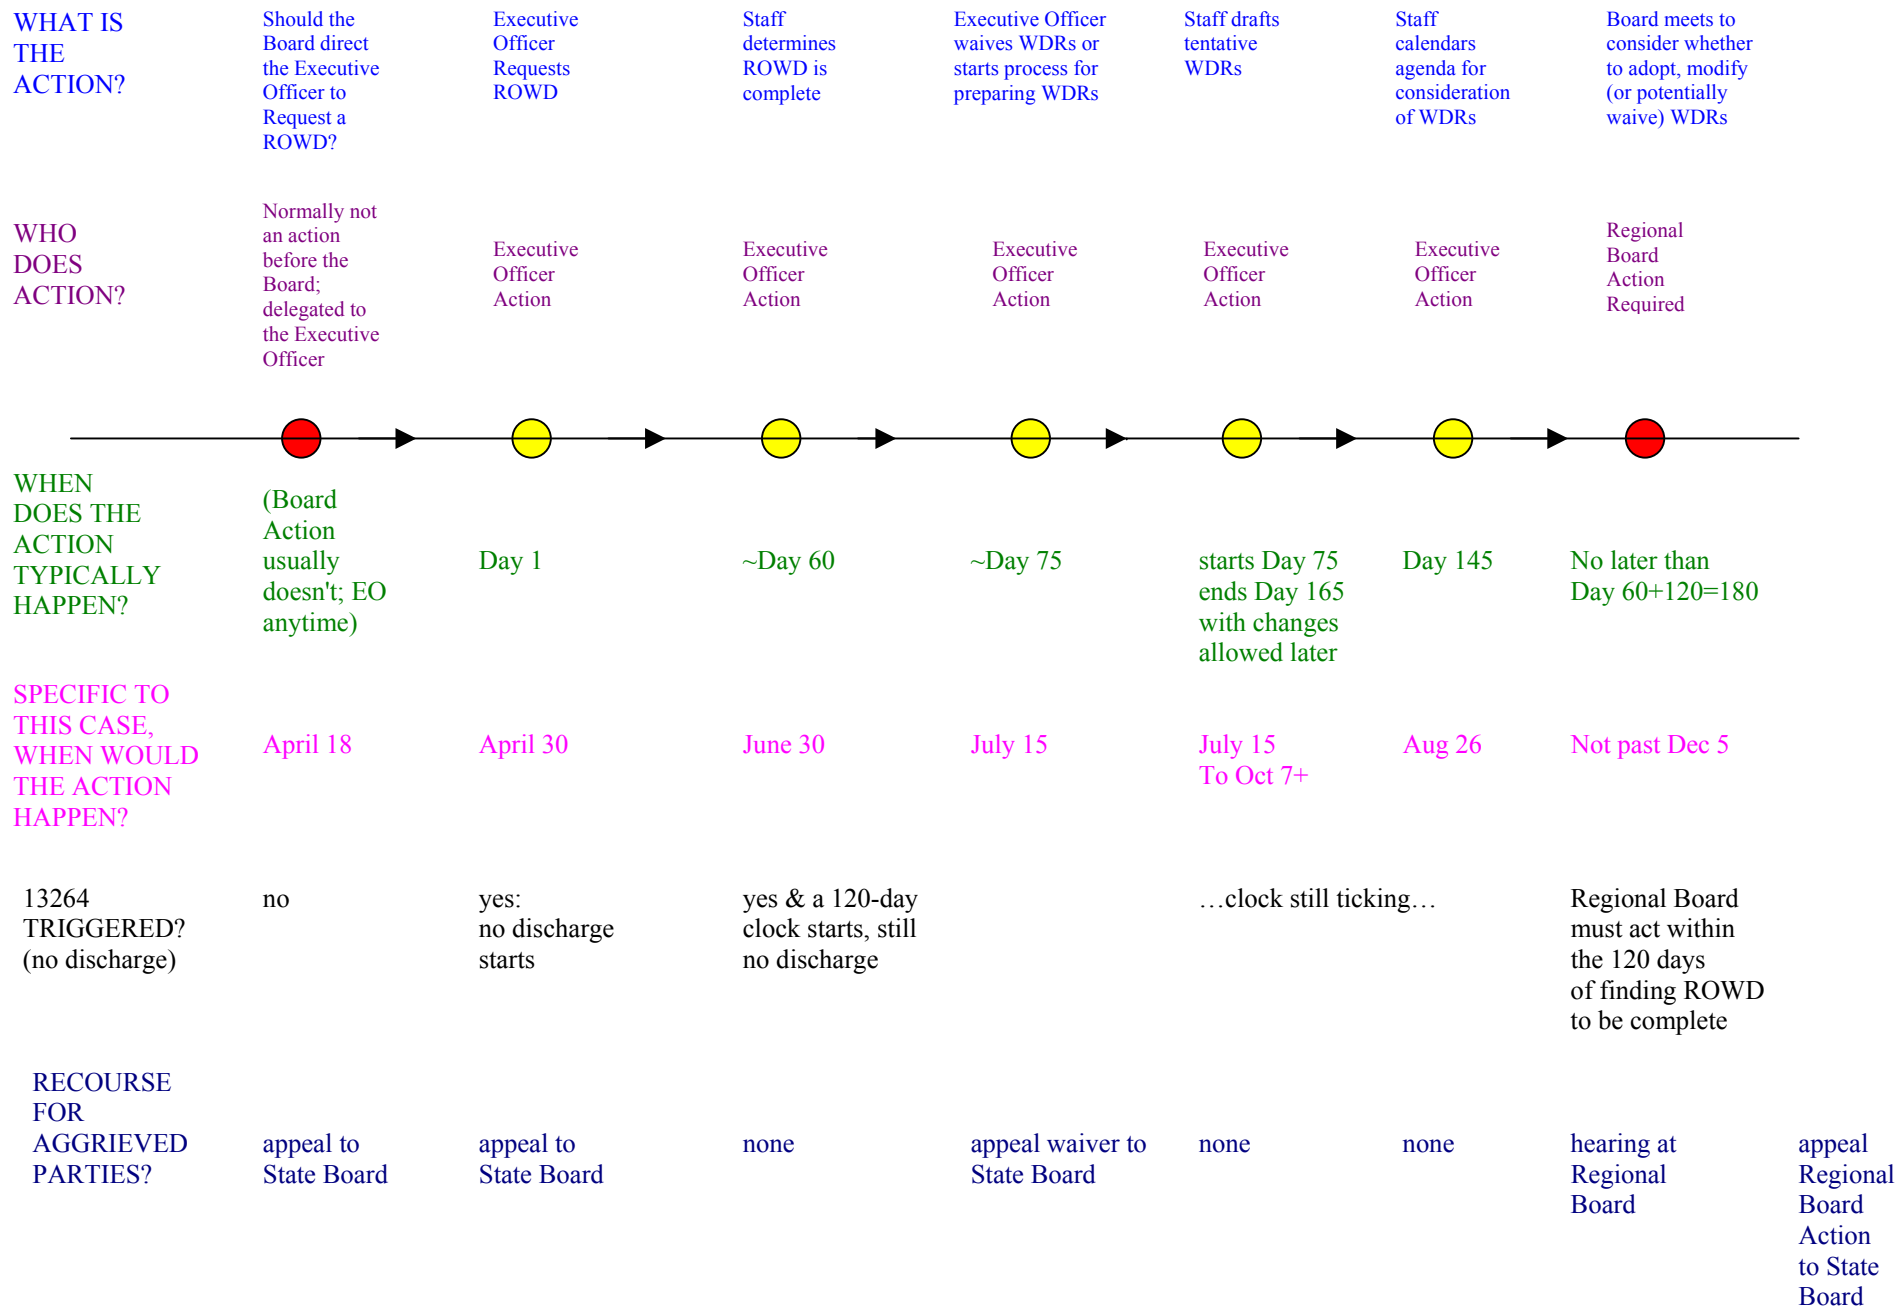 WHAT IS
THE
ACTION?
Should the
Board direct
the Executive
Officer to
Request a
ROWD?
Executive
Officer
Requests
ROWD
Staff
determines
ROWD is
complete
Executive Officer
waives WDRs or
starts process for
preparing WDRs
Staff drafts
tentative
WDRs
Staff
calendars
agenda for
consideration
of WDRs
Board meets to
consider whether
to adopt, modify
(or potentially
waive) WDRs
WHO
DOES
ACTION?
Normally not
an action
before the
Board;
delegated to
the Executive
Officer
Executive
Officer
Action
Executive
Officer
Action
Executive
Officer
Action
Executive
Officer
Action
Executive
Officer
Action
Regional
Board
Action
Required
WHEN
DOES THE
ACTION
TYPICALLY
HAPPEN?
(Board
Action
usually
doesn't; EO
anytime)
Day 1
~Day 60
~Day 75
starts Day 75
ends Day 165
with changes
allowed later
Day 145
No later than
Day 60+120=180
SPECIFIC TO
THIS CASE,
WHEN WOULD
THE ACTION
HAPPEN?
April 18
April 30
June 30
July 15
July 15
To Oct 7+
Aug 26
Not past Dec 5
13264
TRIGGERED?
(no discharge)
no
yes:
no discharge
starts
yes & a 120-day
clock starts, still
no discharge
…clock still ticking…
Regional Board
must act within
the 120 days
of finding ROWD
to be complete
RECOURSE
FOR
AGGRIEVED
PARTIES?
appeal to
State Board
appeal to
State Board
none
appeal waiver to
State Board
none
none
hearing at
Regional
Board
appeal
Regional
Board
Action
to State
Board